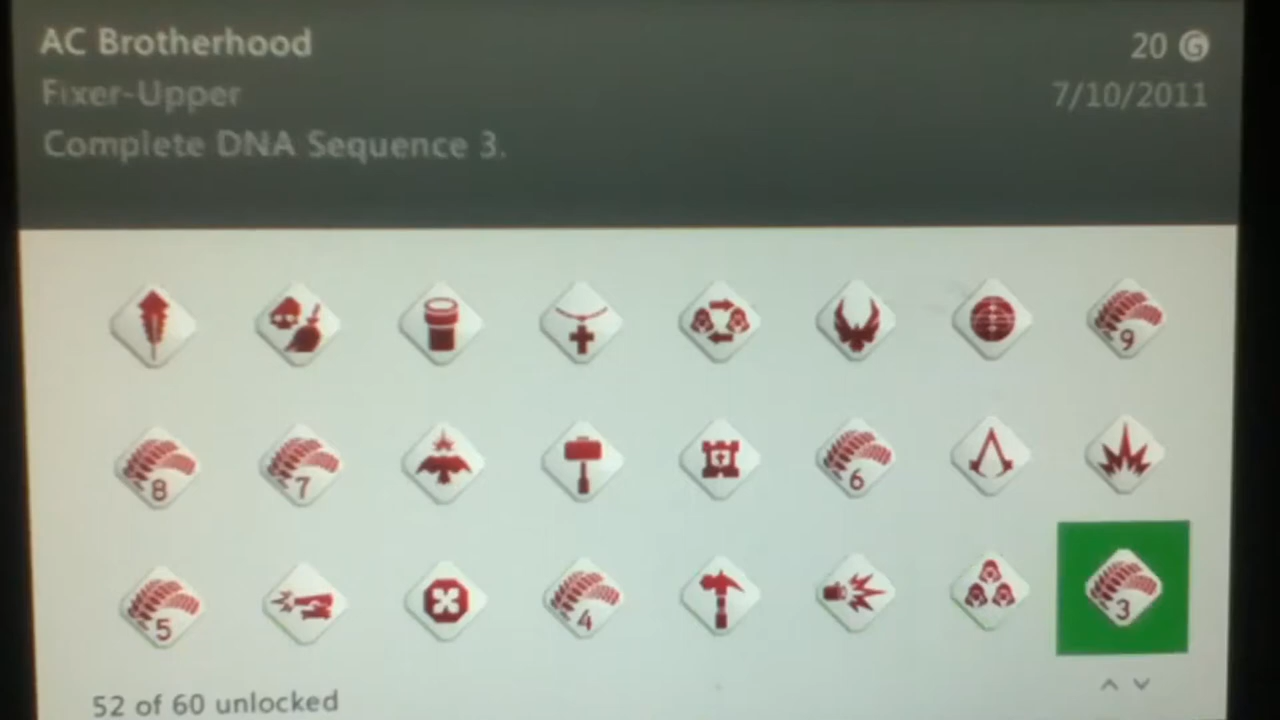 AC Brotherhood
20 G
Fixer-Upper
7/10/2011
Complete DNA Sequence 3.
9
8
7
6
5
4
3
52 of 60 unlocked